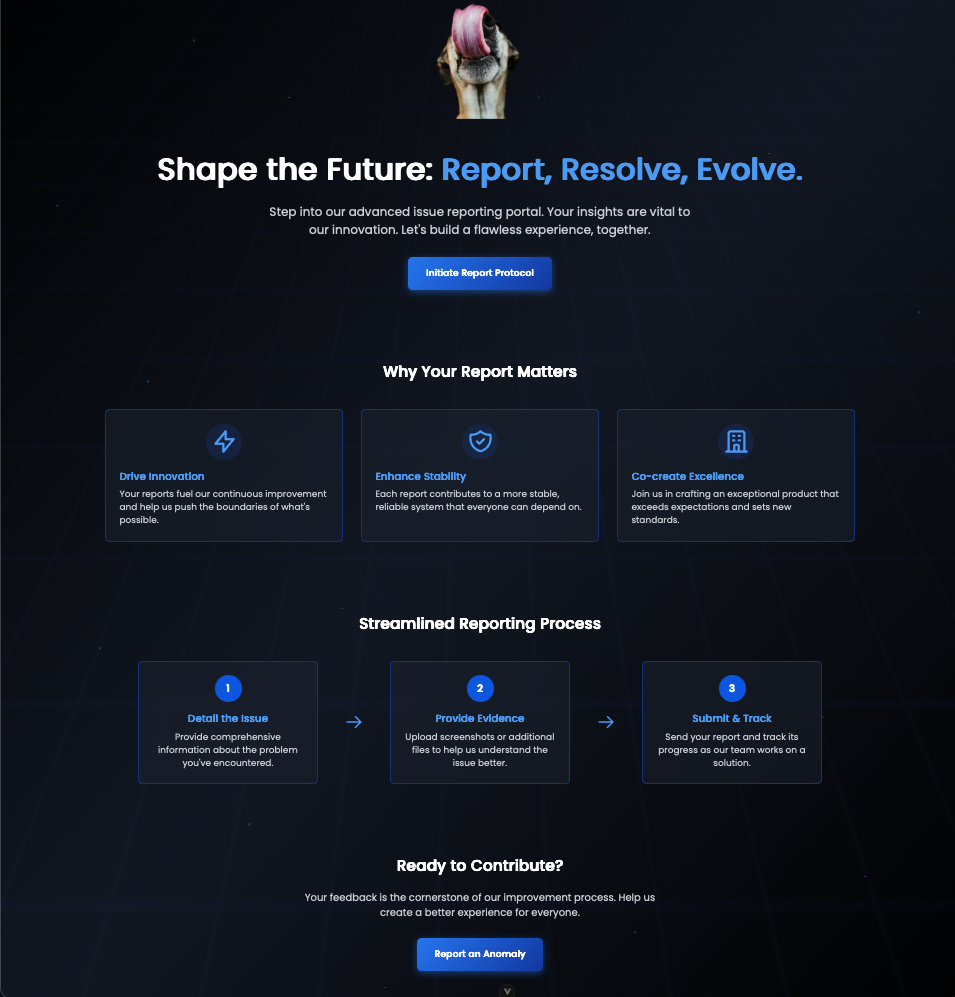 Shape the Future: Report, Resolve, Evolve.
Step into our advanced issue reporting portal. Your insights are vital to
our innovation. Let's build a flawless experience, together.
Initiate Report Protocol
Why Your Report Matters
Drive Innovation
Your reports fuel our continuous improvement
and help us push the boundaries of what's
possible.
Enhance Stability
Each report contributes to a more stable,
reliable system that everyone can depend on.
Co-create Excellence
Join us in crafting an exceptional product that
exceeds expectations and sets new
standards.
Streamlined Reporting Process
1
Detail the Issue
Provide comprehensive
information about the problem
you've encountered.
2
Provide Evidence
Upload screenshots or additional
files to help us understand the
issue better.
3
Submit & Track
Send your report and track its
progress as our team works on a
solution.
Ready to Contribute?
Your feedback is the cornerstone of our improvement process. Help us
create a better experience for everyone.
Report an Anomaly